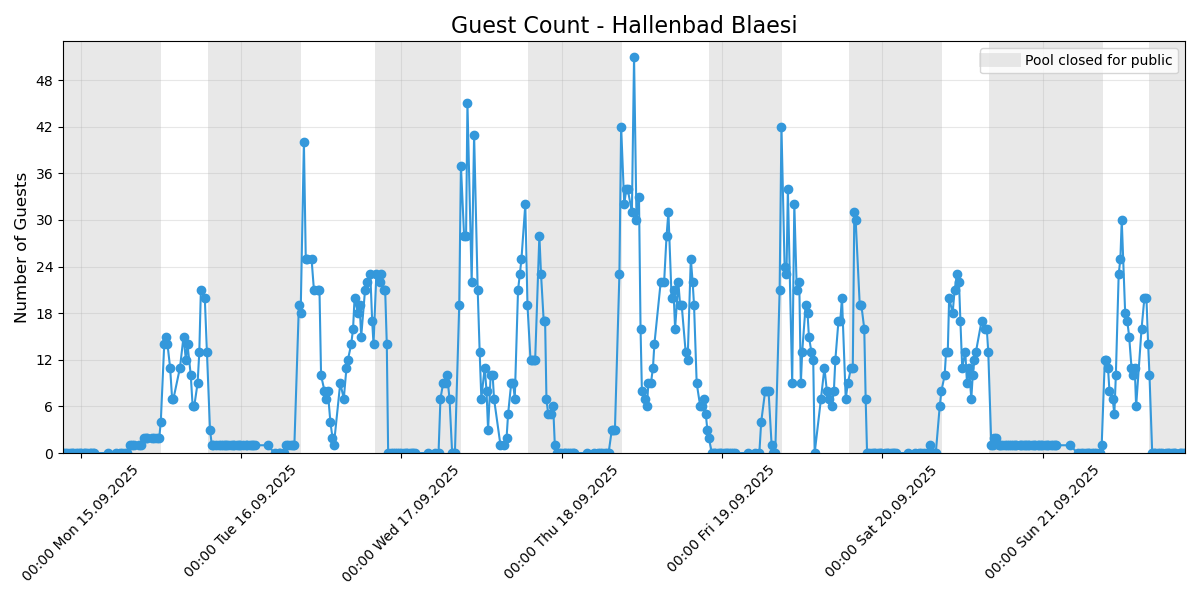 Guest Count - Hallenbad Blaesi
Pool closed for public
Number of Guests
48
42
36
30
24
18
12
6
0
00:00 Mon 15.09.2025
00:00 Tue 16.09.2025
00:00 Wed 17.09.2025
00:00 Thu 18.09.2025
00:00 Fri 19.09.2025
00:00 Sat 20.09.2025
00:00 Sun 21.09.2025